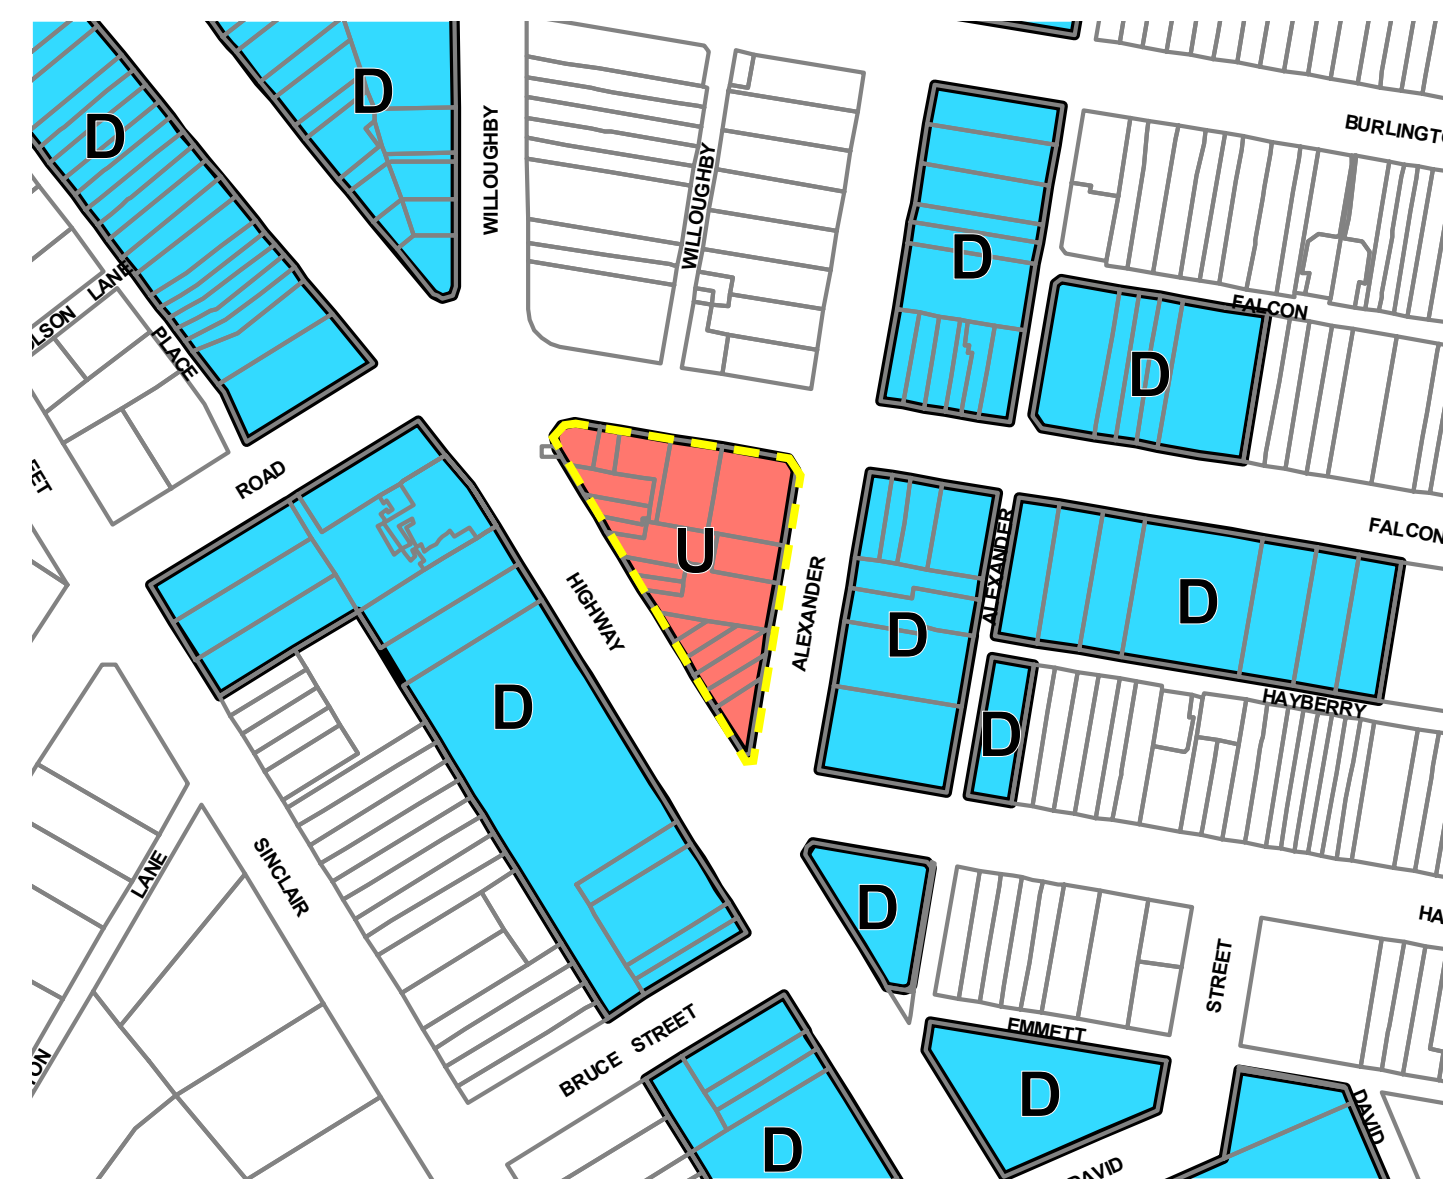 D
D
WILLOUGHBY
BURLINGT
D
WILLOUGHBY
D
LANE
FALCON
PLACE
D
ROAD
FALCON
U
ALEXANDER
HIGHWAY
ALEXANDER
D
D
HAYBERRY
D
D
LANE
SINCLAIR
D
HA
STREET
EMMETT
BRUCE STREET
D
DAVID
D
DAVID